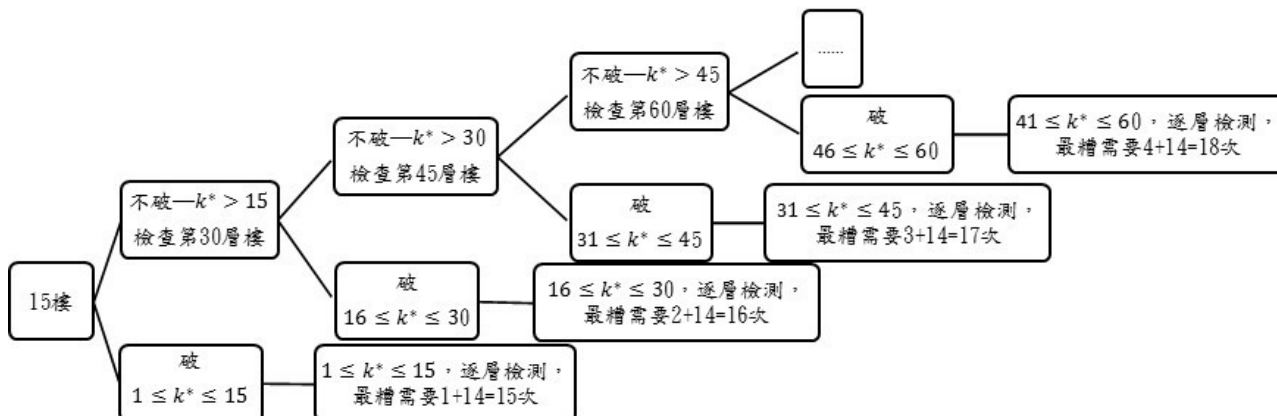 ......
不破—k* > 45
檢查第60層樓
破
46 ≤ k* ≤ 60
41 ≤ k* ≤ 60，逐層檢測，
最糟需要4+14=18次
不破—k* > 30
檢查第45層樓
破
31 ≤ k* ≤ 45
31 ≤ k* ≤ 45，逐層檢測，
最糟需要3+14=17次
不破—k* > 15
檢查第30層樓
破
16 ≤ k* ≤ 30
16 ≤ k* ≤ 30，逐層檢測，
最糟需要2+14=16次
15樓
破
1 ≤ k* ≤ 15
1 ≤ k* ≤ 15，逐層檢測，
最糟需要1+14=15次